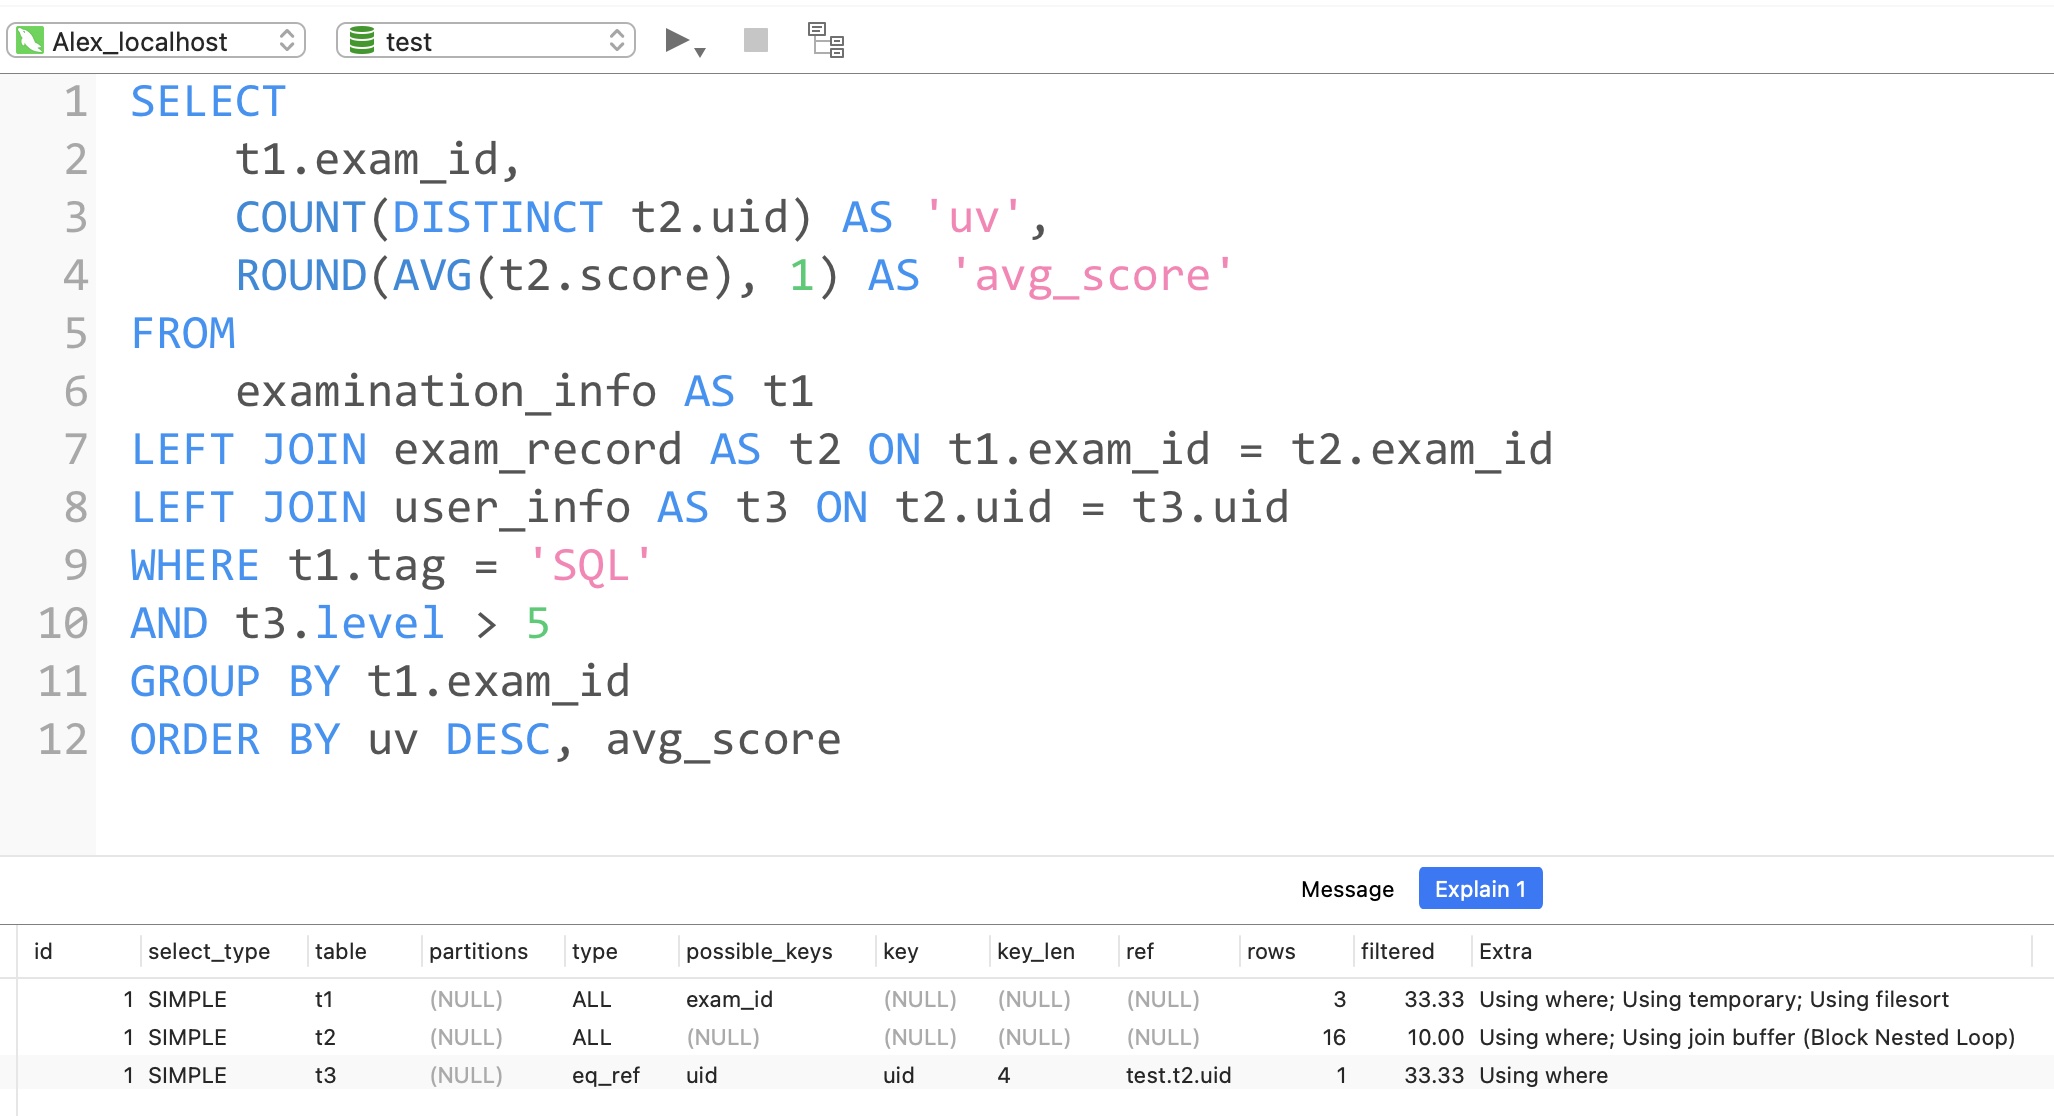 Alex_localhost test
1 SELECT
2 t1.exam_id,
3 COUNT(DISTINCT t2.uid) AS 'uv',
4 ROUND(AVG(t2.score), 1) AS 'avg_score'
5 FROM
6 examination_info AS t1
7 LEFT JOIN exam_record AS t2 ON t1.exam_id = t2.exam_id
8 LEFT JOIN user_info AS t3 ON t2.uid = t3.uid
9 WHERE t1.tag = 'SQL'
10 AND t3.level > 5
11 GROUP BY t1.exam_id
12 ORDER BY uv DESC, avg_score
Message Explain 1
id select_type table partitions type possible_keys key key_len ref rows filtered Extra
1 SIMPLE t1 (NULL) ALL exam_id (NULL) (NULL) (NULL) 3 33.33 Using where; Using temporary; Using filesort
1 SIMPLE t2 (NULL) ALL (NULL) (NULL) (NULL) (NULL) 16 10.00 Using where; Using join buffer (Block Nested Loop)
1 SIMPLE t3 (NULL) eq_ref uid uid 4 test.t2.uid 1 33.33 Using where